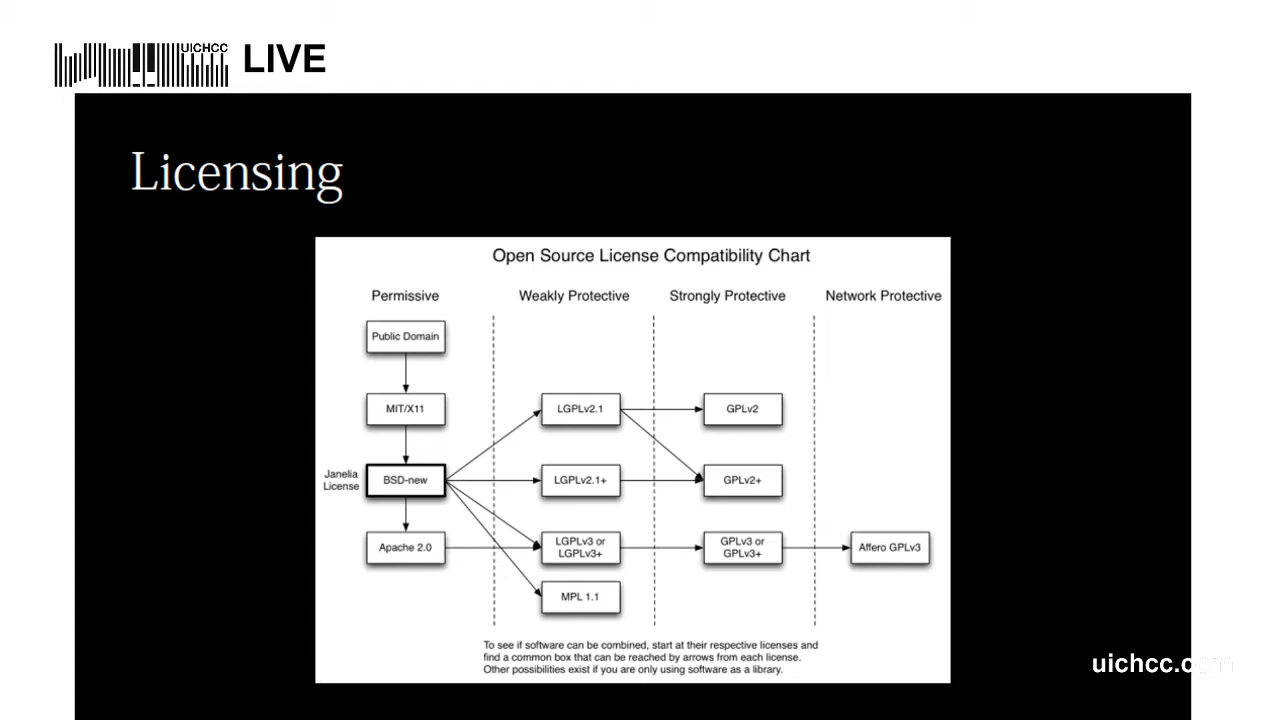 UICHCC
LIVE
Licensing
Open Source License Compatibility Chart
Permissive
Weakly Protective
Strongly Protective
Network Protective
Public Domain
MIT/X11
LGPLv2.1
GPLv2
Janelia
License
BSD-new
LGPLv2.1+
GPLv2+
Apache 2.0
LGPLv3 or
LGPLv3+
GPLv3 or
GPLv3+
Affero GPLv3
MPL 1.1
To see if software can be combined, start at their respective licenses and
find a common box that can be reached by arrows from each license.
Other possibilities exist if you are only using software as a library.
uichcc.com